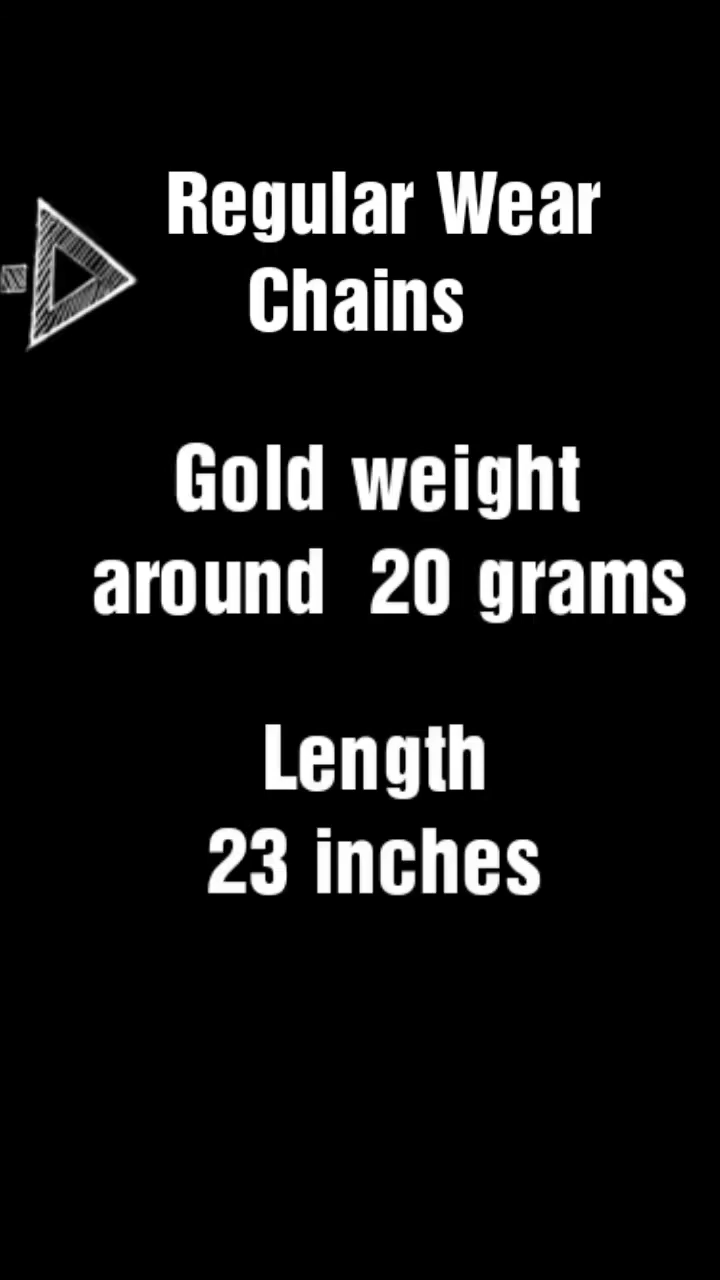 Regular Wear
Chains
Gold weight
around 20 grams
Length
23 inches